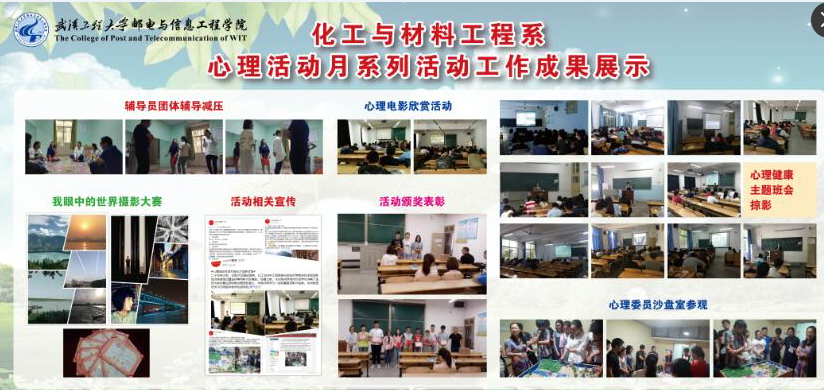 武汉工程大学邮电与信息工程学院
The College of Post and Telecommunication of WIT
化工与材料工程系
心理活动月系列活动工作成果展示
辅导员团体辅导减压
心理电影欣赏活动
我眼中的世界摄影大赛
活动相关宣传
活动颁奖表彰
心理健康
主题班会
掠影
心理委员沙盘室参观